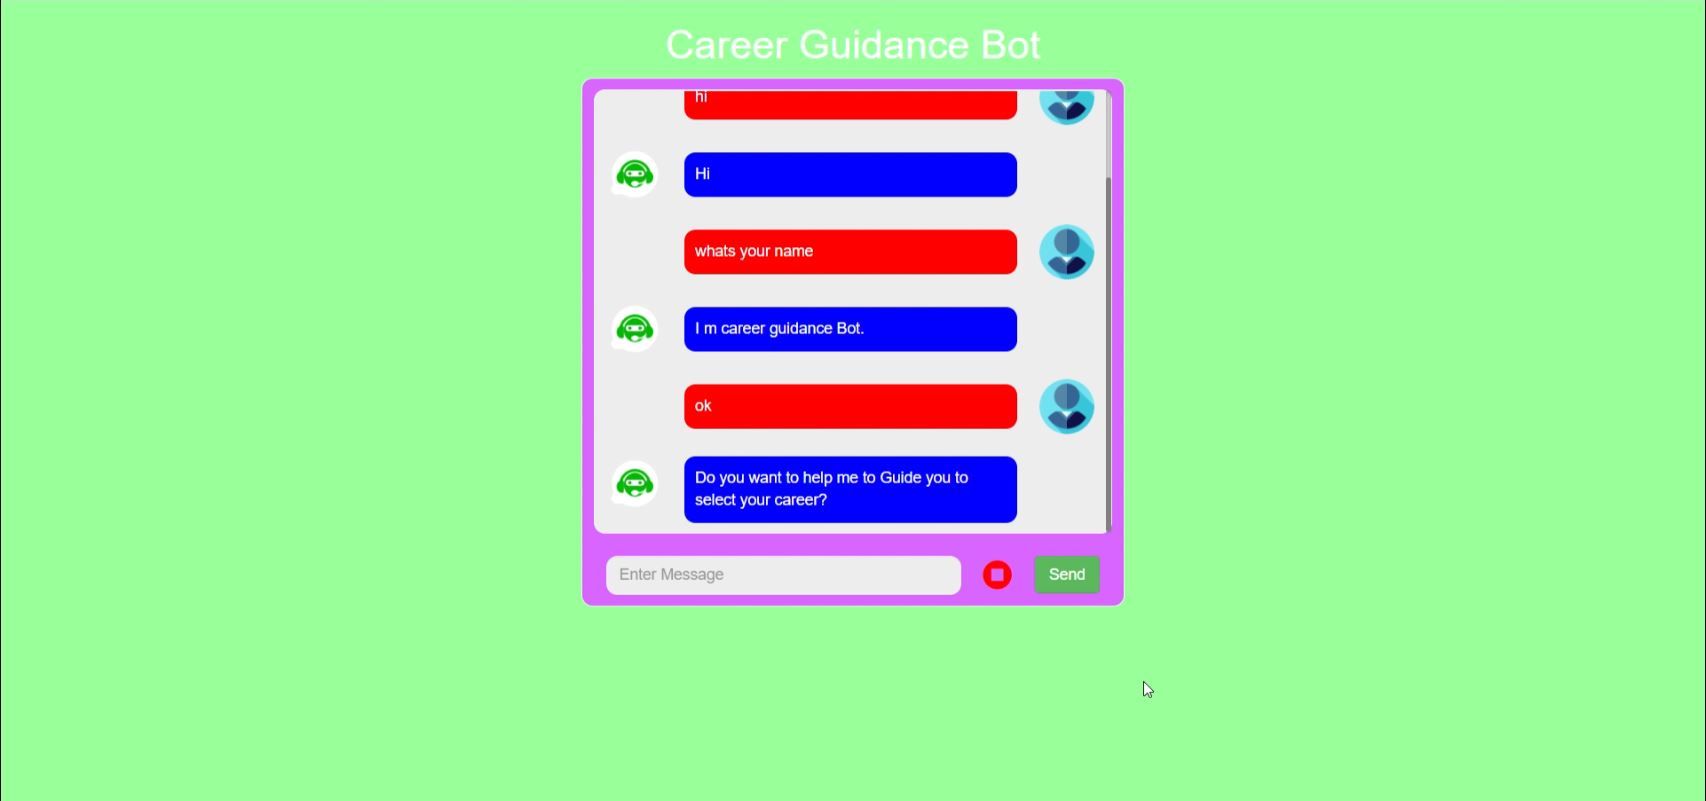 Career Guidance Bot
hi
Hi
whats your name
I m career guidance Bot.
ok
Do you want to help me to Guide you to
select your career?
Enter Message
Send